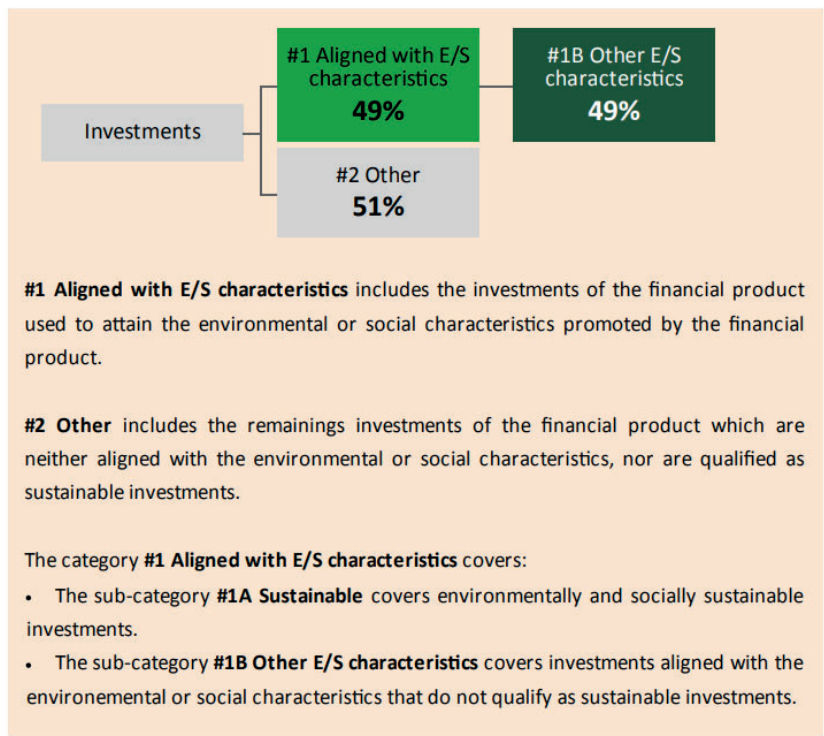 #1 Aligned with E/S
characteristics
49%
#1B Other E/S
characteristics
49%
Investments
#2 Other
51%
#1 Aligned with E/S characteristics includes the investments of the financial product
used to attain the environmental or social characteristics promoted by the financial
product.
#2 Other includes the remainings investments of the financial product which are
neither aligned with the environmental or social characteristics, nor are qualified as
sustainable investments.
The category #1 Aligned with E/S characteristics covers:
• The sub-category #1A Sustainable covers environmentally and socially sustainable
investments.
• The sub-category #1B Other E/S characteristics covers investments aligned with the
environemental or social characteristics that do not qualify as sustainable investments.